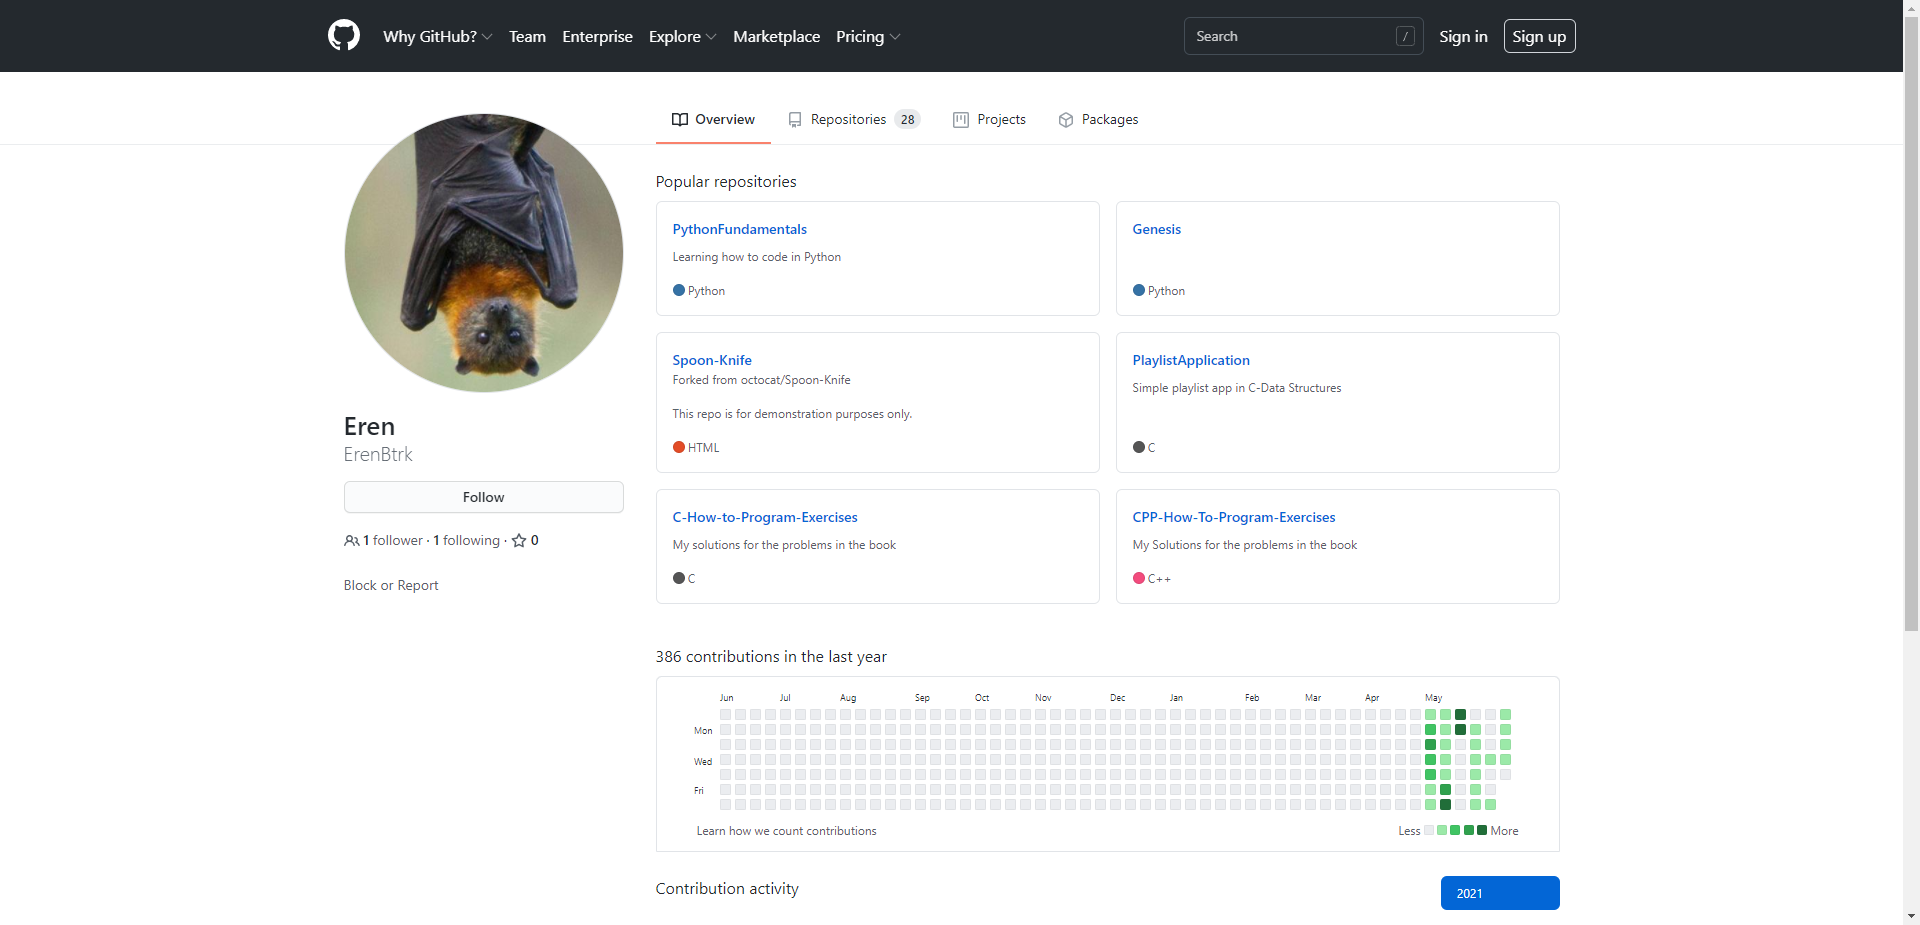 Why GitHub? Team Enterprise Explore Marketplace Pricing Search / Sign in Sign up
Overview Repositories 28 Projects Packages
Eren
ErenBtrk
Follow
1 follower · 1 following · 0
Block or Report
Popular repositories
PythonFundamentals
Learning how to code in Python
Python
Genesis
Python
Spoon-Knife
Forked from octocat/Spoon-Knife
This repo is for demonstration purposes only.
HTML
PlaylistApplication
Simple playlist app in C-Data Structures
C
C-How-to-Program-Exercises
My solutions for the problems in the book
C
CPP-How-To-Program-Exercises
My Solutions for the problems in the book
C++
386 contributions in the last year
Jun Jul Aug Sep Oct Nov Dec Jan Feb Mar Apr May
Mon
Wed
Fri
Learn how we count contributions Less More
Contribution activity 2021